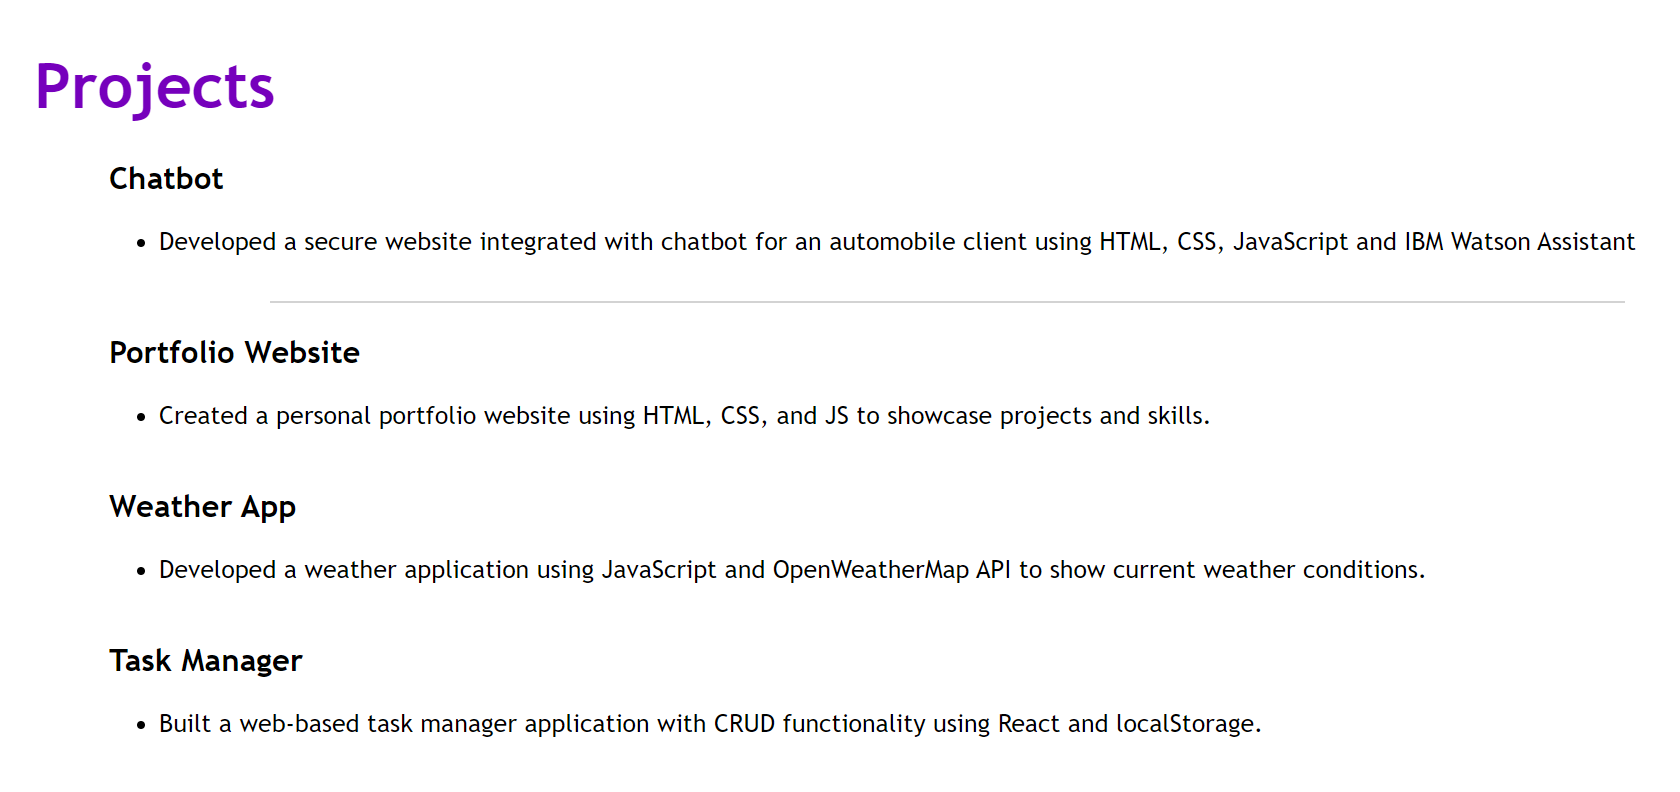 Projects
Chatbot
• Developed a secure website integrated with chatbot for an automobile client using HTML, CSS, JavaScript and IBM Watson Assistant
Portfolio Website
• Created a personal portfolio website using HTML, CSS, and JS to showcase projects and skills.
Weather App
• Developed a weather application using JavaScript and OpenWeatherMap API to show current weather conditions.
Task Manager
• Built a web-based task manager application with CRUD functionality using React and localStorage.